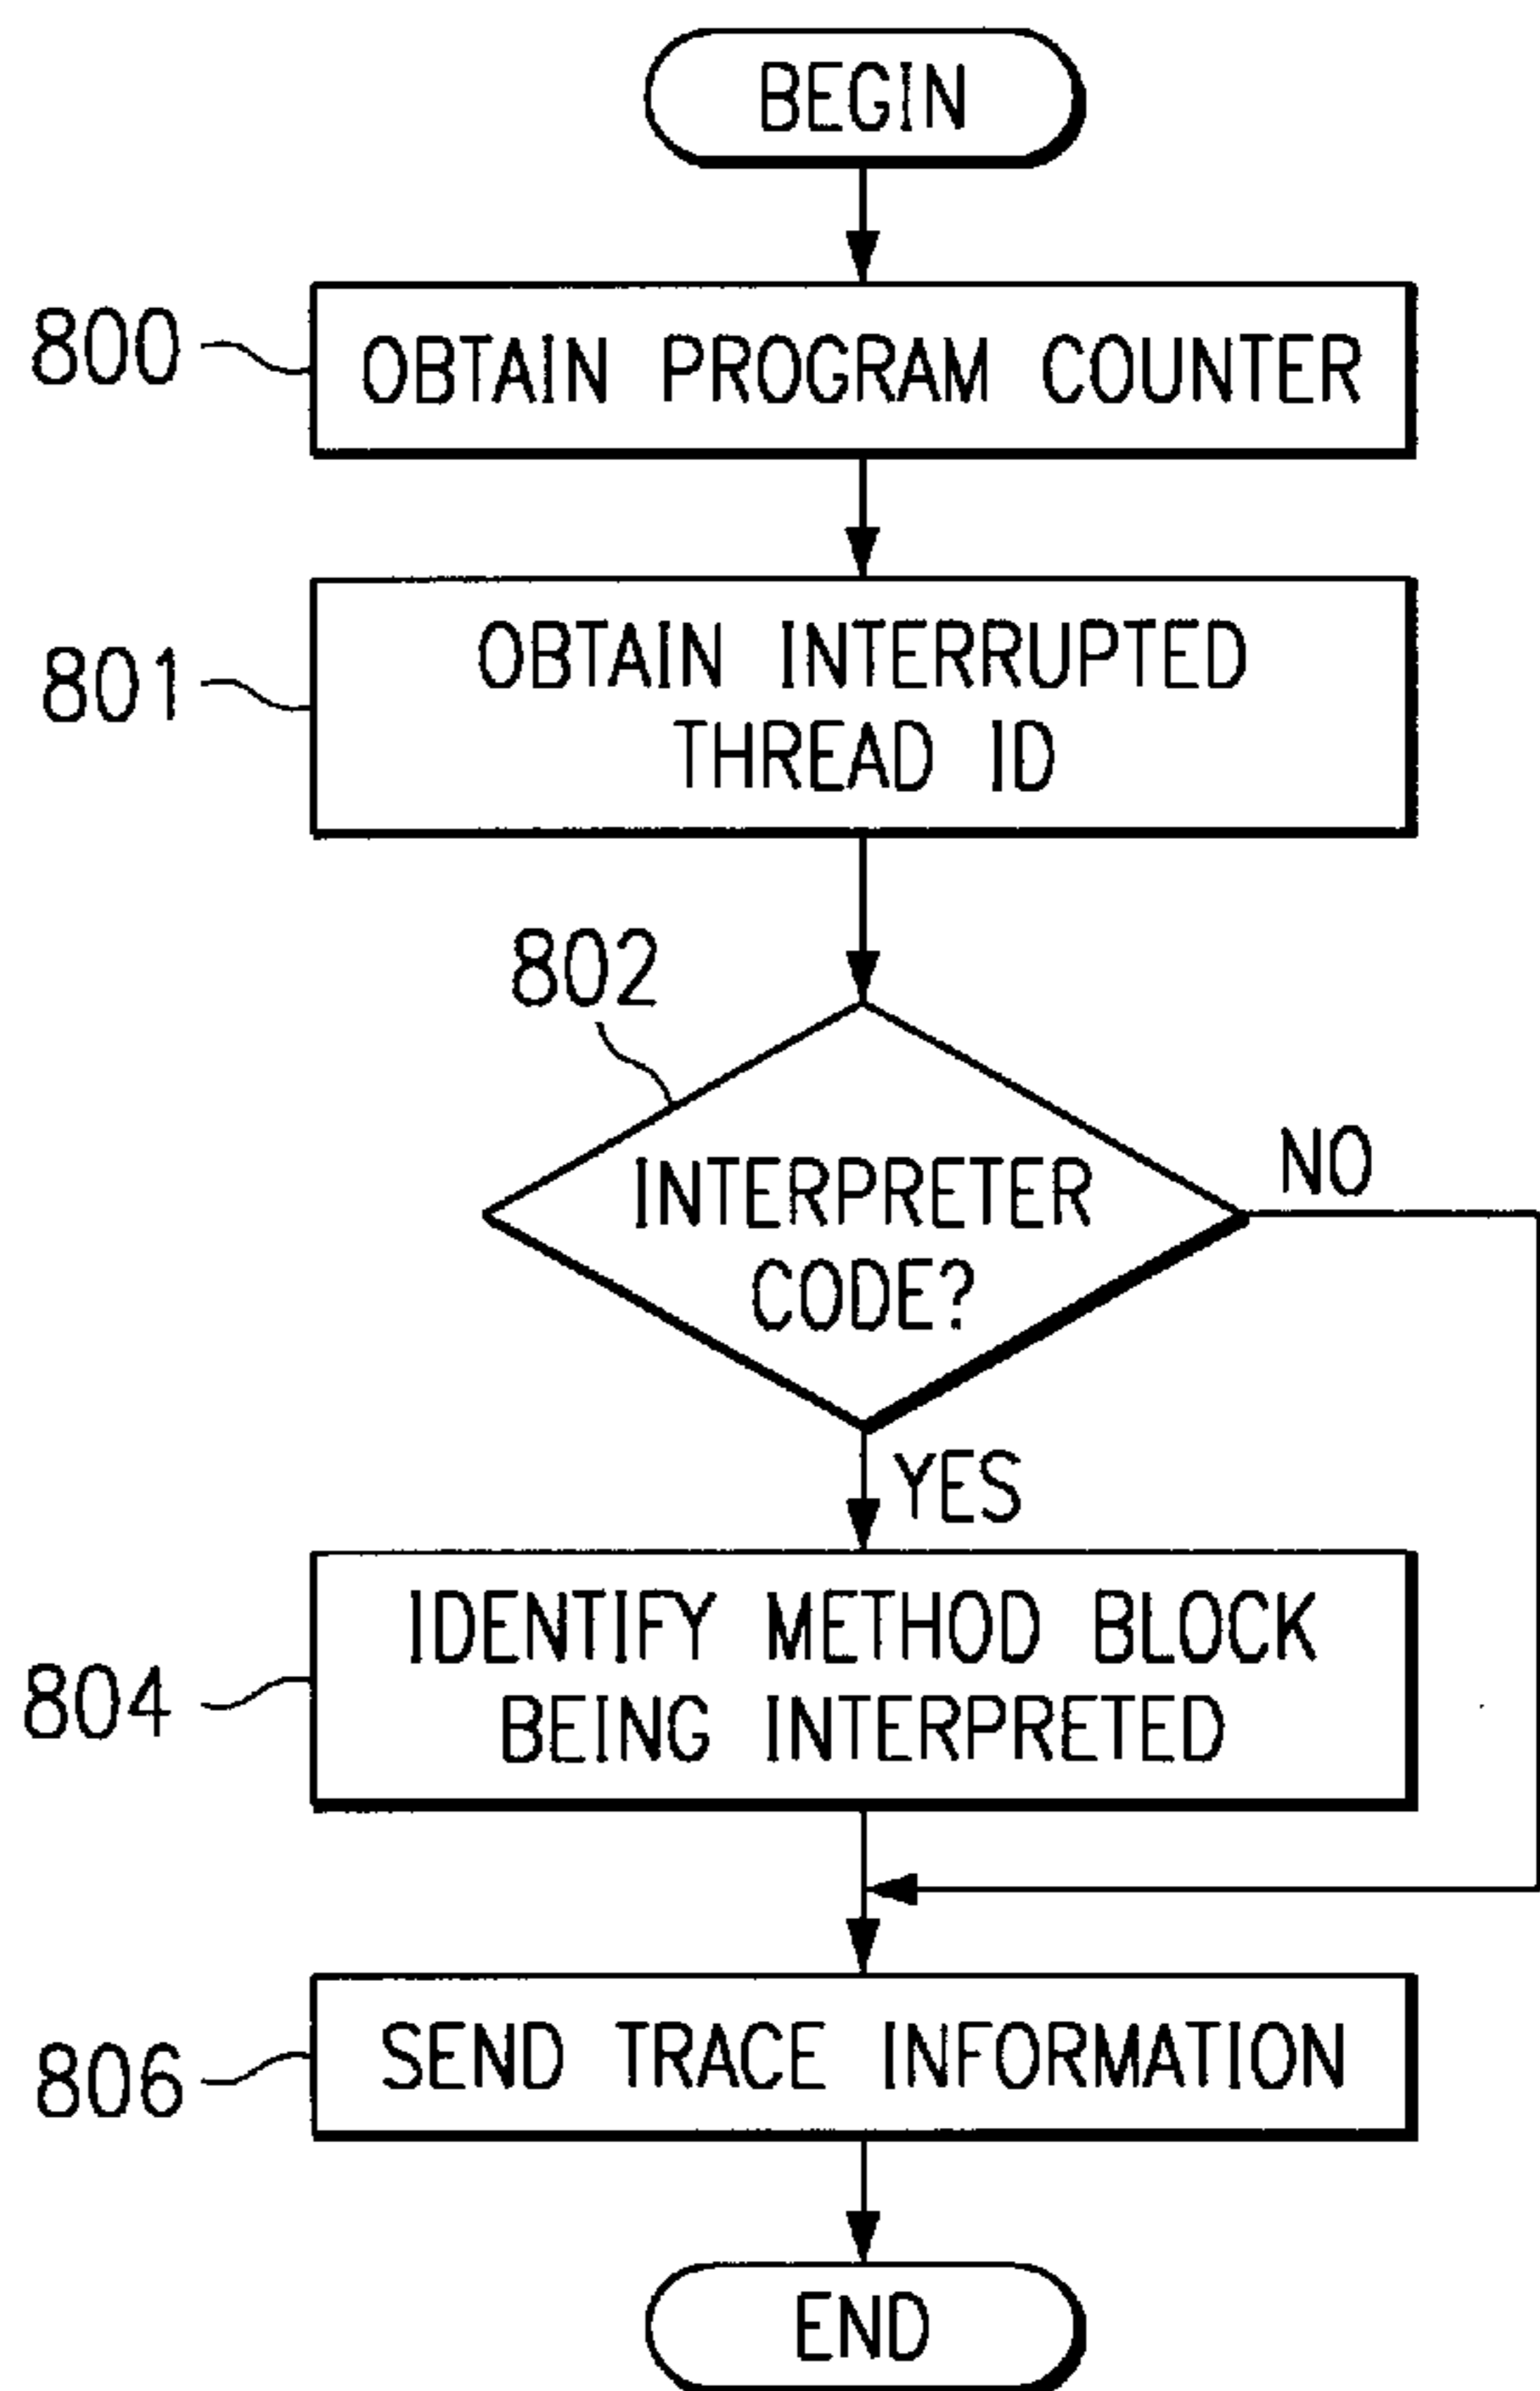 BEGIN
800
OBTAIN PROGRAM COUNTER
801
OBTAIN INTERRUPTED
THREAD ID
802
INTERPRETER
CODE?
NO
YES
804
IDENTIFY METHOD BLOCK
BEING INTERPRETED
806
SEND TRACE INFORMATION
END